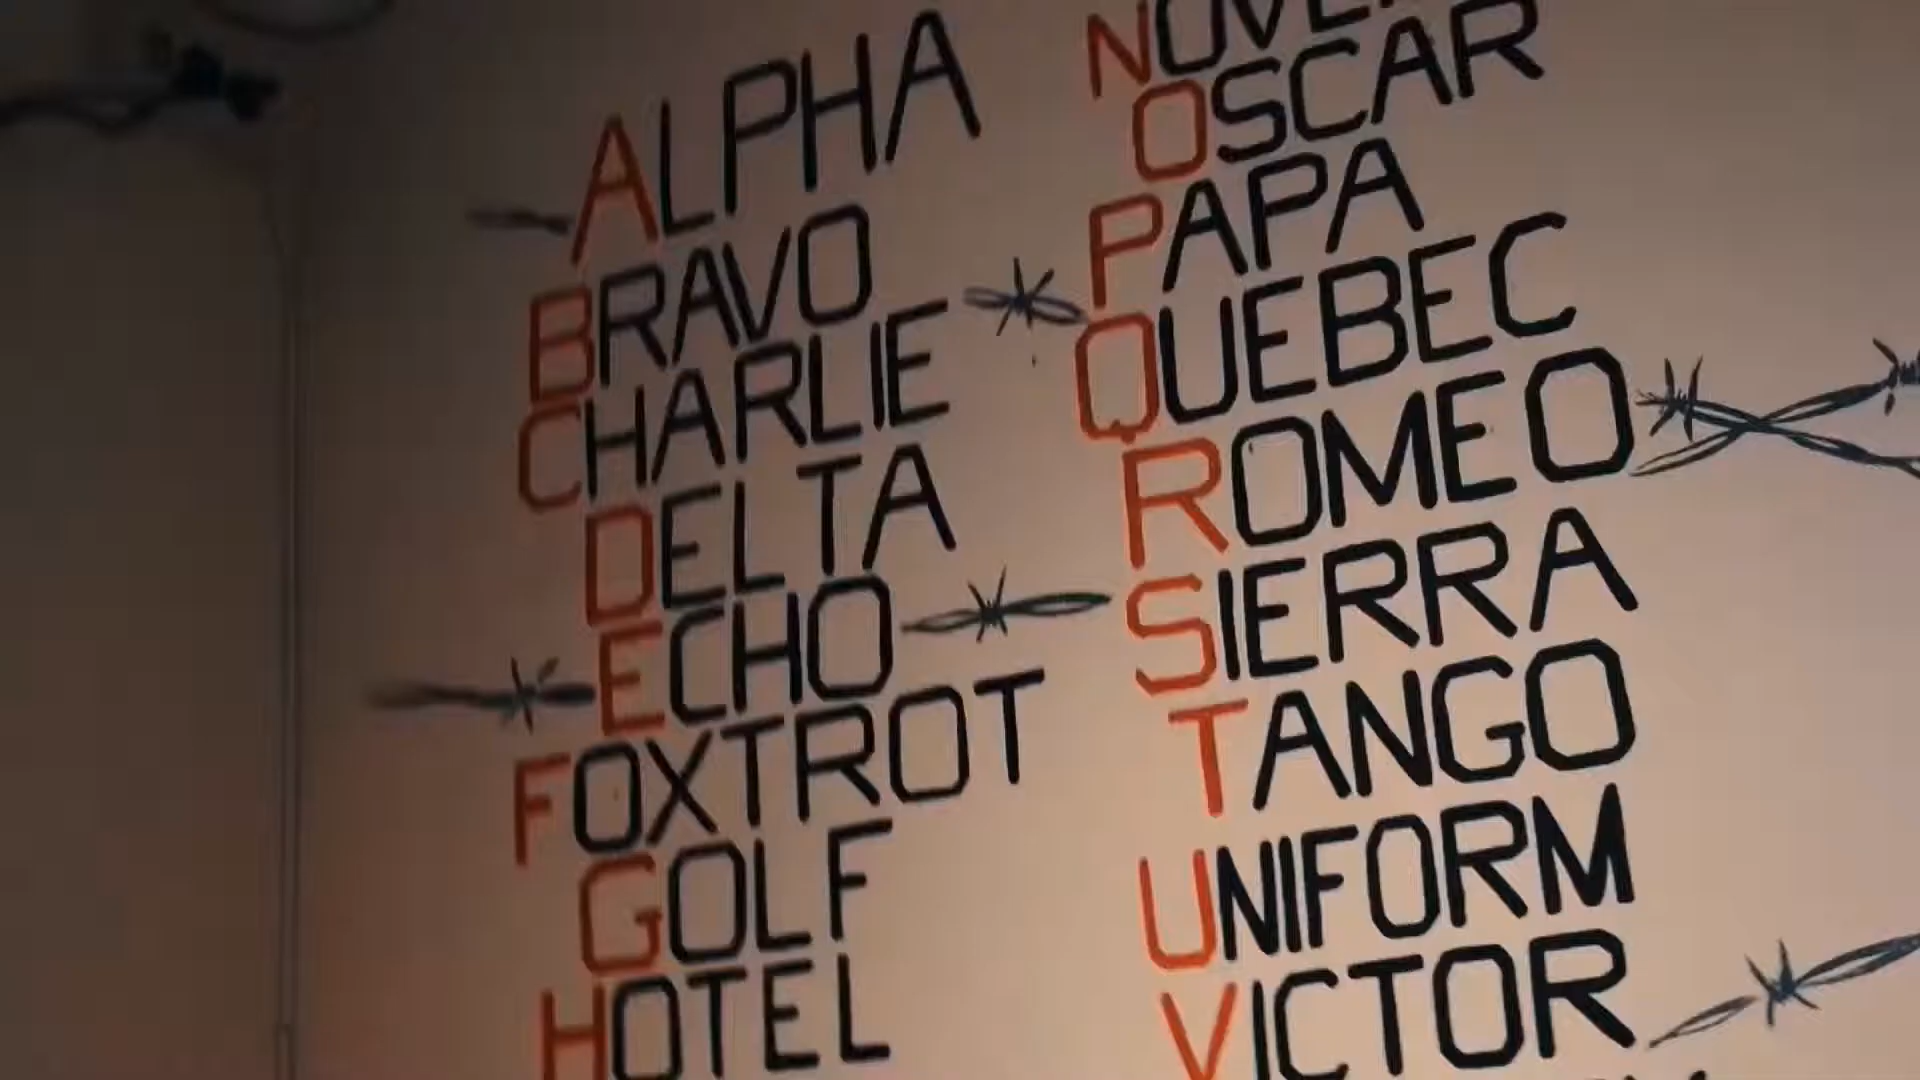 ALPHA
BRAVO
CHARLIE
DELTA
ECHO
FOXTROT
GOLF
HOTEL
OSCAR
PAPA
QUEBEC
ROMEO
SIERRA
TANGO
UNIFORM
VICTOR